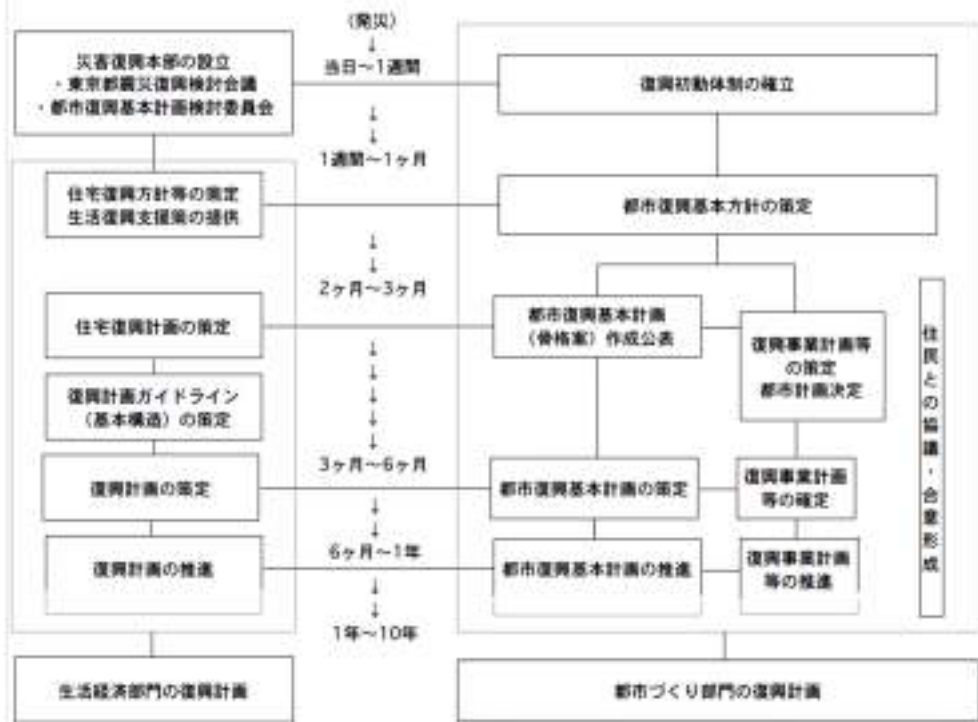 （発災）
↓
当日～1週間
災害復興本部の設立
・東京都震災復興検討会議
・都市復興基本計画検討委員会
復興初動体制の確立
↓
↓
1週間～1ヶ月
住宅復興方針等の策定
生活復興支援策の提供
都市復興基本方針の策定
↓
↓
2ヶ月～3ヶ月
住宅復興計画の策定
都市復興基本計画
（骨格案）作成公表
復興事業計画等
の策定
都市計画決定
復興計画ガイドライン
（基本構造）の策定
↓
↓
↓
↓
↓
3ヶ月～6ヶ月
復興計画の策定
都市復興基本計画の策定
復興事業計画
等の確定
↓
6ヶ月～1年
復興計画の推進
都市復興基本計画の推進
復興事業計画
等の推進
↓
↓
1年～10年
住民との協議・合意形成
生活経済部門の復興計画
都市づくり部門の復興計画